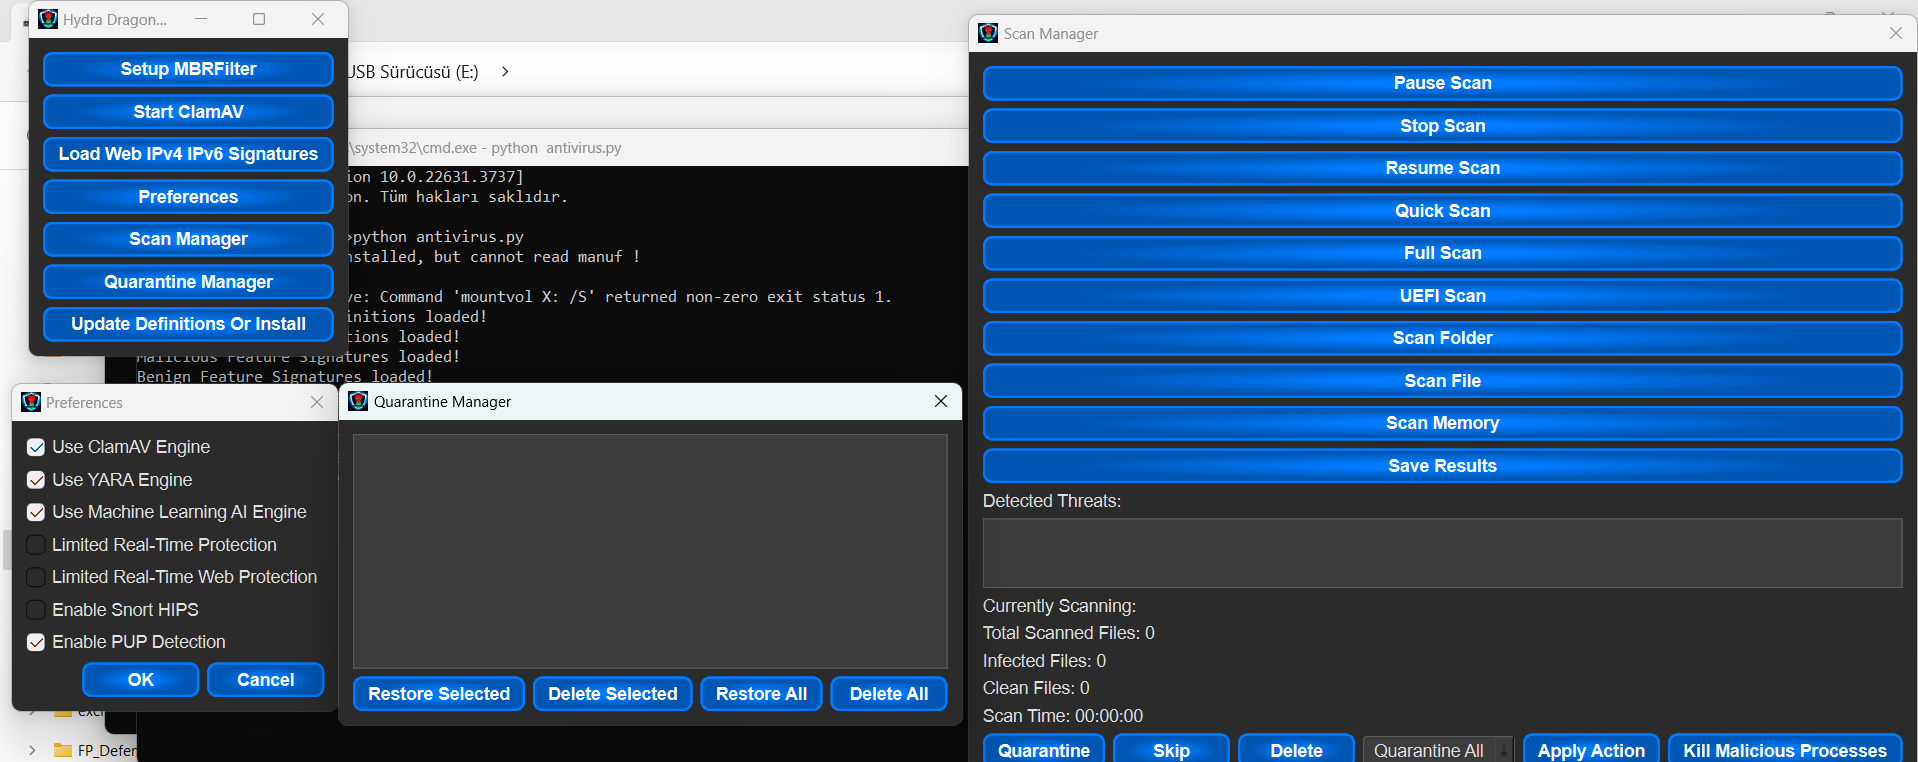 Hydra Dragon...
Setup MBRFilter
Start ClamAV
Load Web IPv4 IPv6 Signatures
Preferences
Scan Manager
Quarantine Manager
Update Definitions Or Install
USB Sürücüsü (E:)
\system32\cmd.exe - python  antivirus.py
ion 10.0.22631.3737]
on. Tüm hakları saklıdır.
>python antivirus.py
nstalled, but cannot read manuf !
ve: Command 'mountvol X: /S' returned non-zero exit status 1.
initions loaded!
tions loaded!
Malicious Feature Signatures loaded!
Benign Feature Signatures loaded!
Preferences
Use ClamAV Engine
Use YARA Engine
Use Machine Learning AI Engine
Limited Real-Time Protection
Limited Real-Time Web Protection
Enable Snort HIPS
Enable PUP Detection
OK
Cancel
FP_Defen
Quarantine Manager
Restore Selected
Delete Selected
Restore All
Delete All
Scan Manager
Pause Scan
Stop Scan
Resume Scan
Quick Scan
Full Scan
UEFI Scan
Scan Folder
Scan File
Scan Memory
Save Results
Detected Threats:
Currently Scanning:
Total Scanned Files: 0
Infected Files: 0
Clean Files: 0
Scan Time: 00:00:00
Quarantine
Skip
Delete
Quarantine All
Apply Action
Kill Malicious Processes